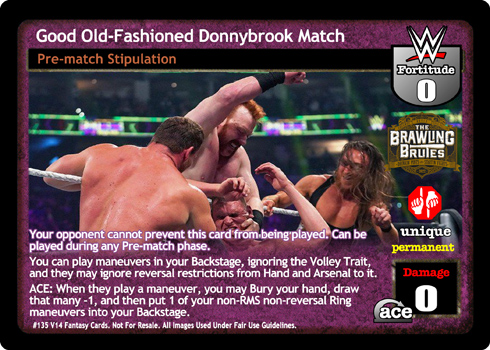 Good Old-Fashioned Donnybrook Match
Pre-match Stipulation
Fortitude
0
THE
BRAWLING
BRUTES
unique
permanent
Your opponent cannot prevent this card from being played. Can be
played during any Pre-match phase.
You can play maneuvers in your Backstage, ignoring the Volley Trait,
and they may ignore reversal restrictions from Hand and Arsenal to it.
ACE: When they play a maneuver, you may Bury your hand, draw
that many -1, and then put 1 of your non-RMS non-reversal Ring
maneuvers into your Backstage.
Damage
0
ace
#135 V14 Fantasy Cards. Not For Resale. All Images Used Under Fair Use Guidelines.